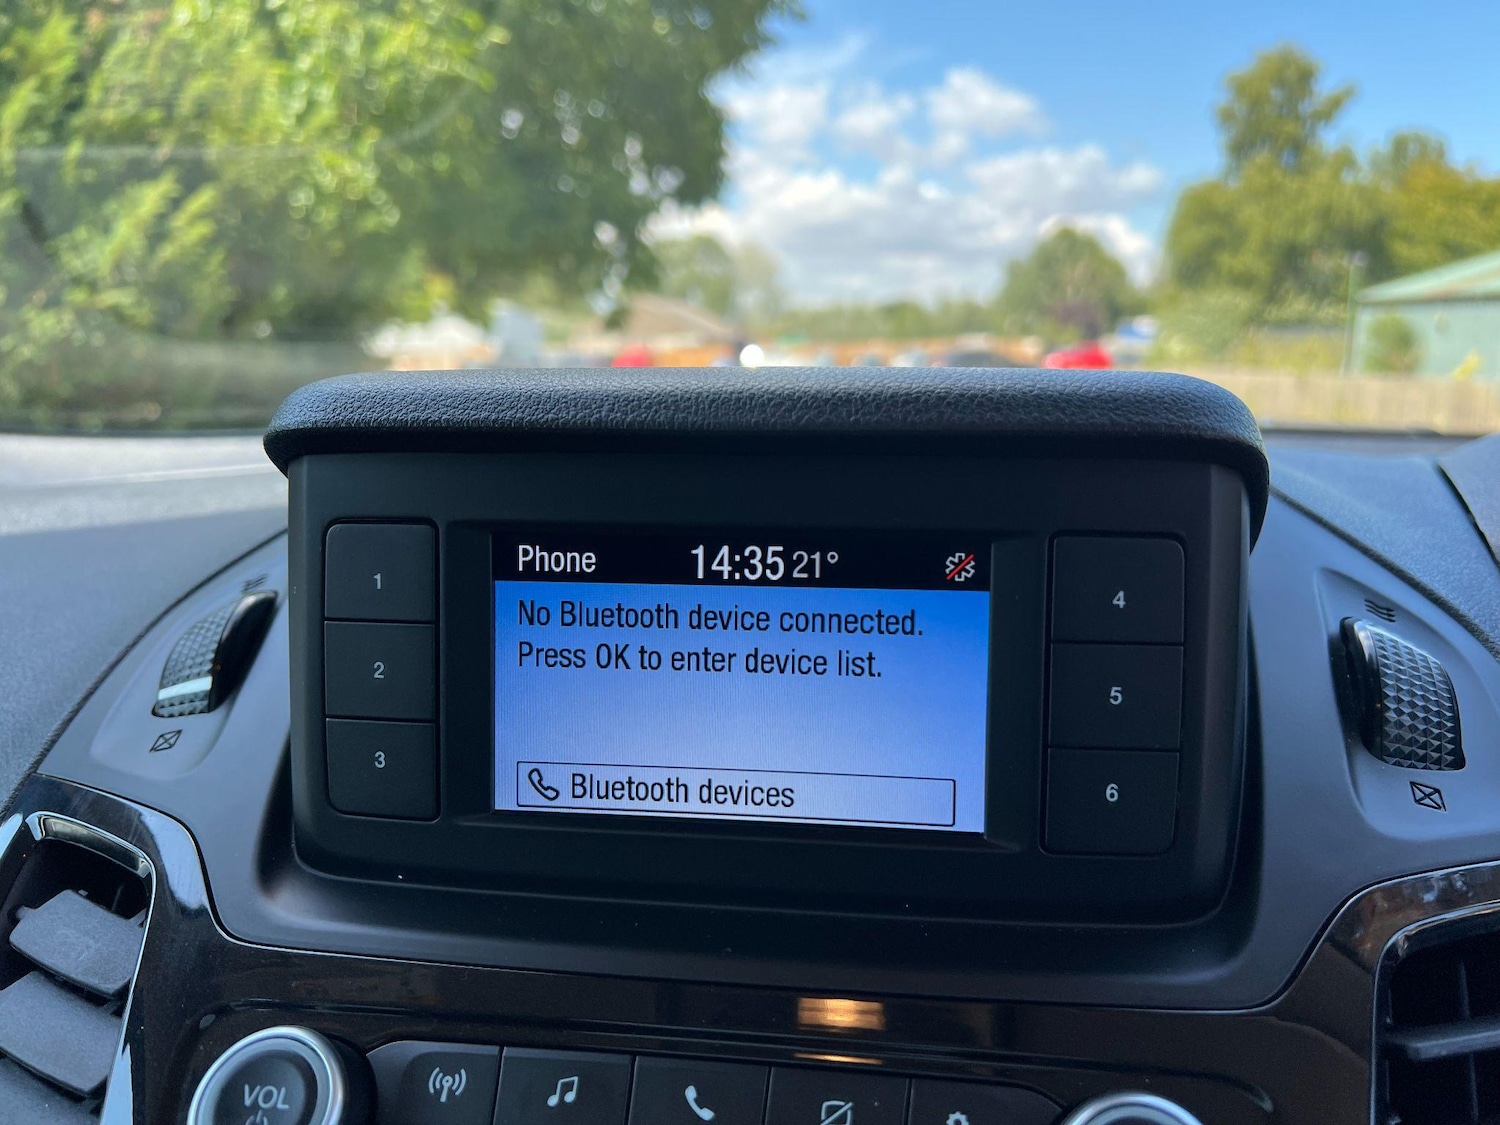 Phone 14:35 21°
No Bluetooth device connected.
Press OK to enter device list.
Bluetooth devices
1
2
3
4
5
6
VOL